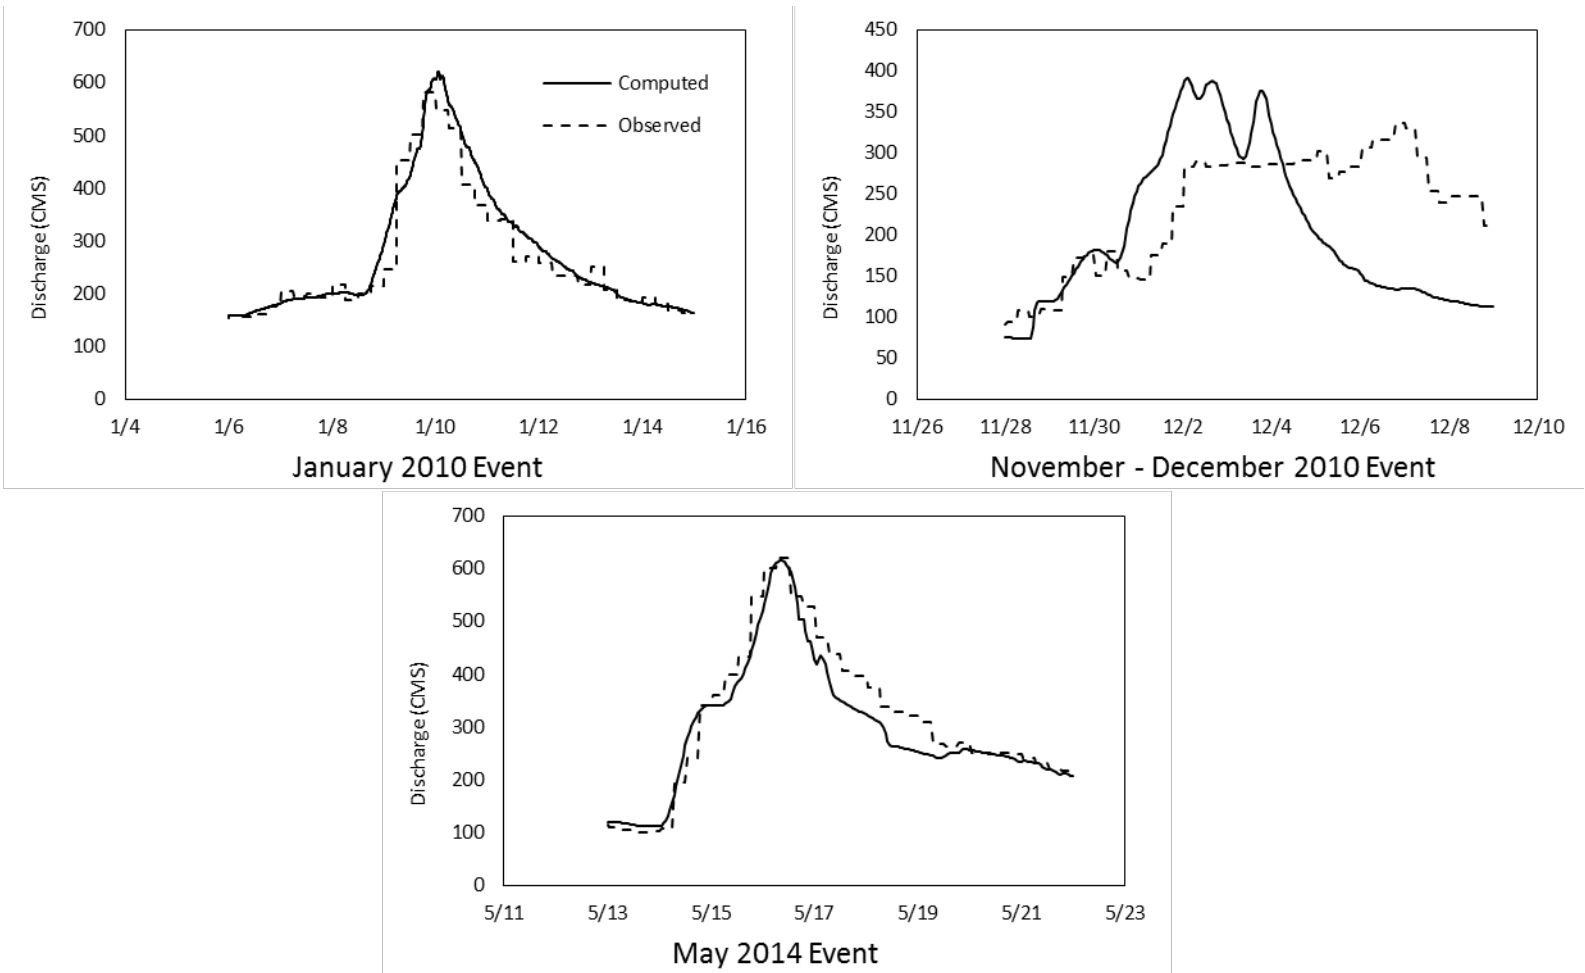 700
600
500
400
300
200
100
0
Discharge (CMS)
Computed
Observed
1/4 1/6 1/8 1/10 1/12 1/14 1/16
January 2010 Event
450
400
350
300
250
200
150
100
50
0
Discharge (CMS)
11/26 11/28 11/30 12/2 12/4 12/6 12/8 12/10
November - December 2010 Event
700
600
500
400
300
200
100
0
Discharge (CMS)
5/11 5/13 5/15 5/17 5/19 5/21 5/23
May 2014 Event